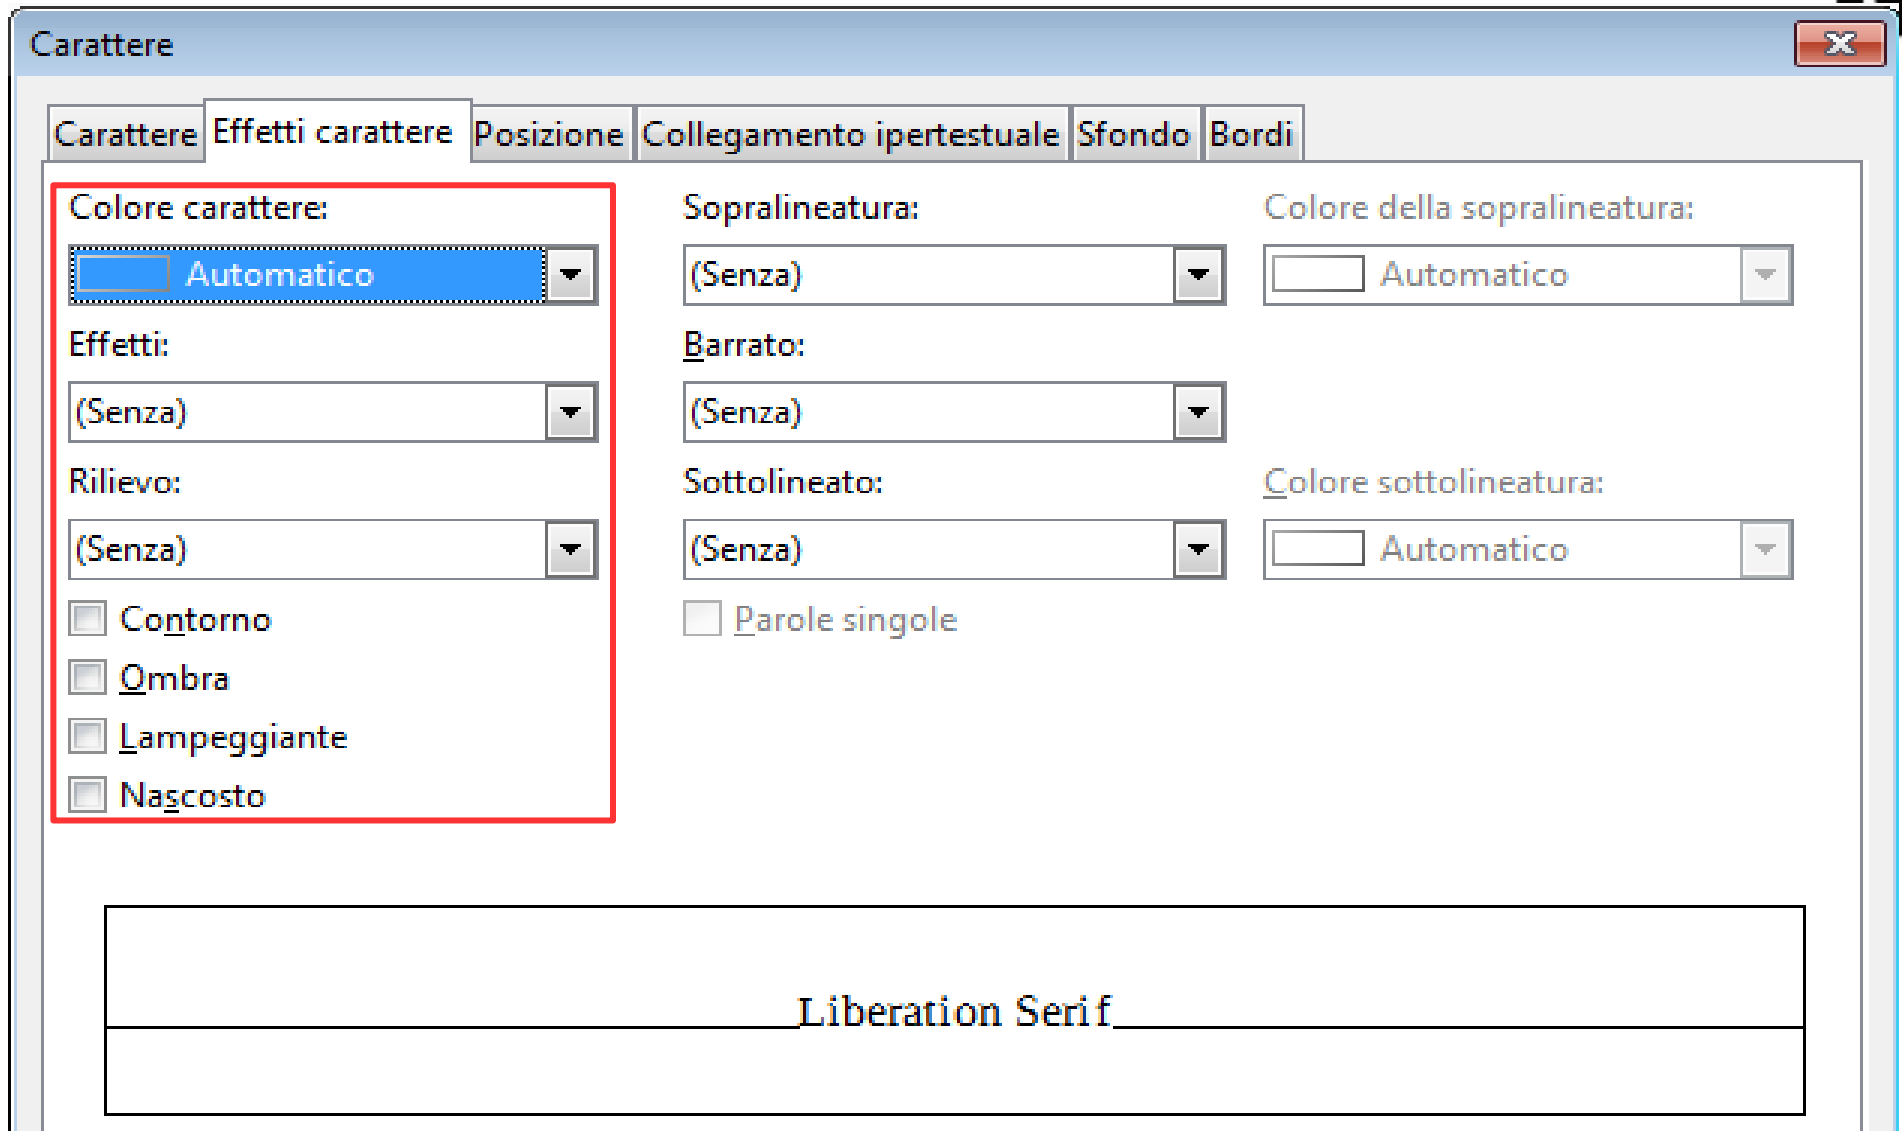 Carattere
Carattere Effetti carattere Posizione Collegamento ipertestuale Sfondo Bordi
Colore carattere: Sopralineatura: Colore della sopralineatura:
Automatico (Senza) Automatico
Effetti: Barrato:
(Senza) (Senza)
Rilievo: Sottolineato: Colore sottolineatura:
(Senza) (Senza) Automatico
Contorno Parole singole
Ombra
Lampeggiante
Nascosto
Liberation Serif